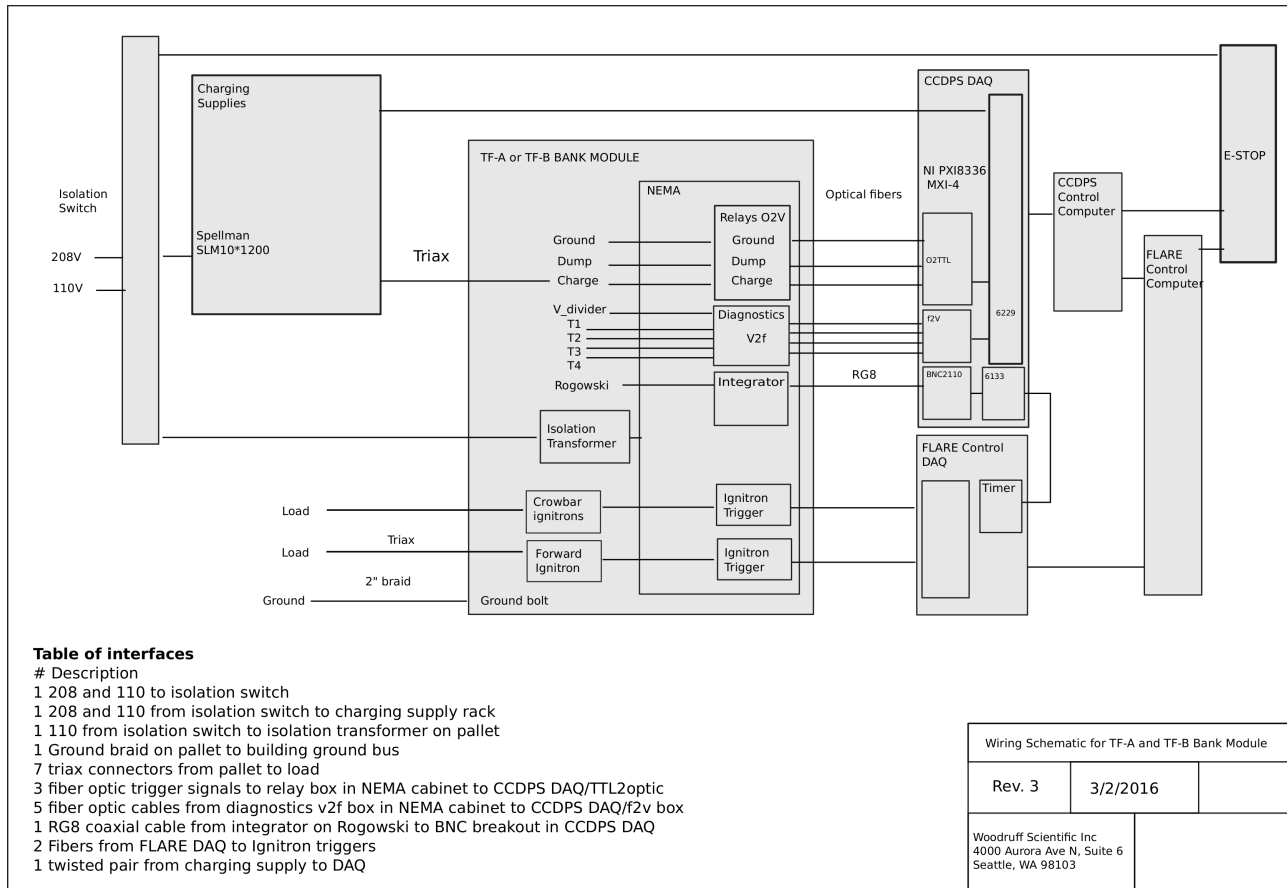 Charging
Supplies
CCDPS DAQ
E-STOP
TF-A or TF-B BANK MODULE
NI PXI8336
MXI-4
CCDPS
Control
Computer
Isolation
Switch
NEMA
Optical fibers
Relays O2V
Spellman
SLM10*1200
Triax
Ground
Ground
Dump
Dump
Charge
Charge
O2TTL
208V
110V
FLARE
Control
Computer
V_divider
T1
T2
T3
T4
Diagnostics
V2f
f2V
6229
Rogowski
Integrator
RG8
BNC2110
6133
Isolation
Transformer
FLARE Control
DAQ
Timer
Load
Crowbar
ignitrons
Ignitron
Trigger
Load
Triax
Forward
Ignitron
Ignitron
Trigger
2" braid
Ground
Ground bolt
Table of interfaces
# Description
1 208 and 110 to isolation switch
1 208 and 110 from isolation switch to charging supply rack
1 110 from isolation switch to isolation transformer on pallet
1 Ground braid on pallet to building ground bus
7 triax connectors from pallet to load
3 fiber optic trigger signals to relay box in NEMA cabinet to CCDPS DAQ/TTL2optic
5 fiber optic cables from diagnostics v2f box in NEMA cabinet to CCDPS DAQ/f2v box
1 RG8 coaxial cable from integrator on Rogowski to BNC breakout in CCDPS DAQ
2 Fibers from FLARE DAQ to Ignitron triggers
1 twisted pair from charging supply to DAQ
Wiring Schematic for TF-A and TF-B Bank Module
Rev. 3
3/2/2016
Woodruff Scientific Inc
4000 Aurora Ave N, Suite 6
Seattle, WA 98103